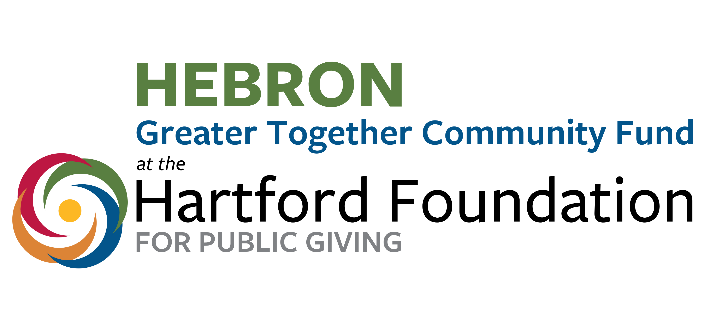 HEBRON
Greater Together Community Fund
at the
Hartford Foundation
FOR PUBLIC GIVING